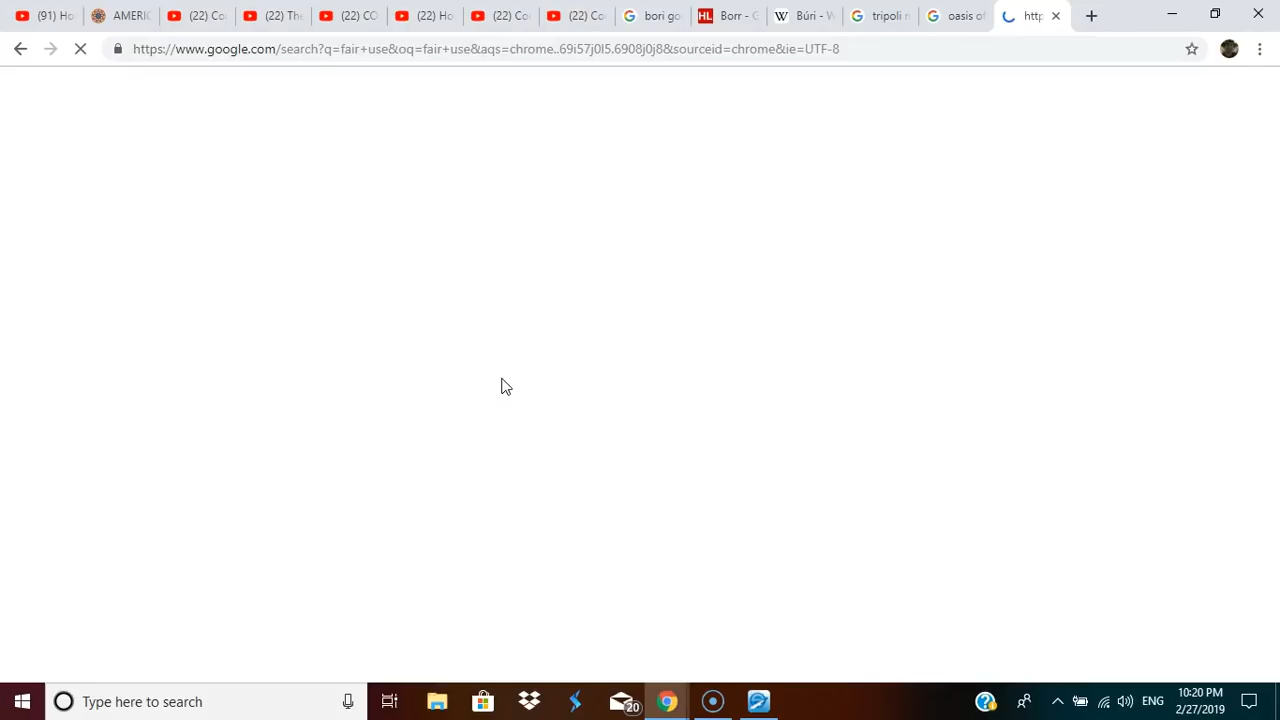 (91) Ho
AMERIC
(22) Co
(22) The
(22) CO
(22) Ho
(22) Co
(22) Co
bori go
HL
Borr - G
W
Búri - W
tripoli r
oasis of
http
https://www.google.com/search?q=fair+use&oq=fair+use&aqs=chrome..69i57j0l5.6908j0j8&sourceid=chrome&ie=UTF-8
Type here to search
20
ENG
10:20 PM
2/27/2019